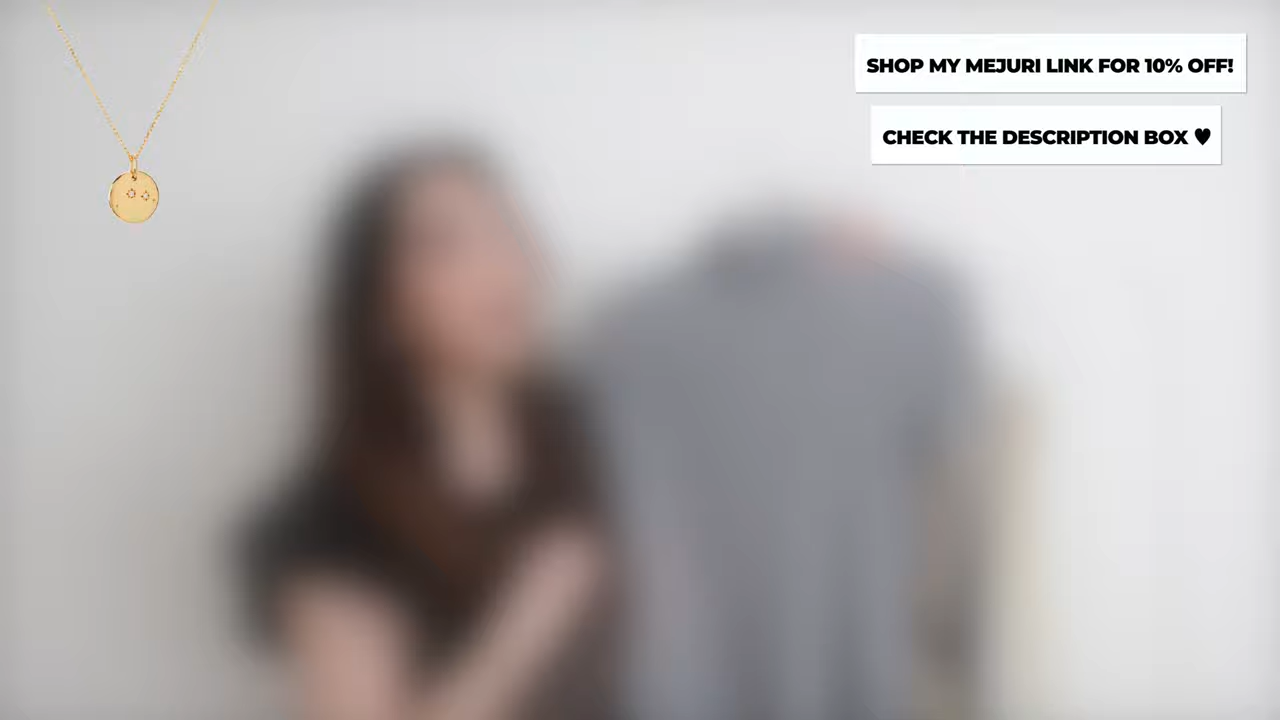 SHOP MY MEJURI LINK FOR 10% OFF!
CHECK THE DESCRIPTION BOX ♥